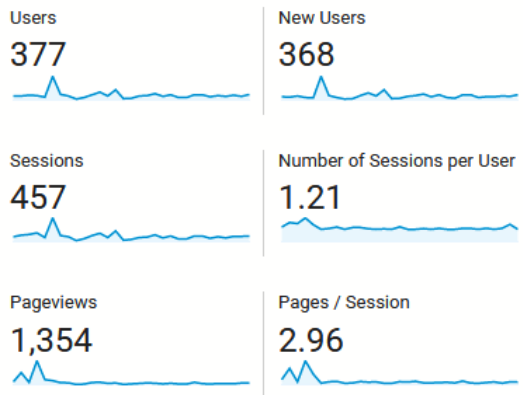 Users
377
New Users
368
Sessions
457
Number of Sessions per User
1.21
Pageviews
1,354
Pages / Session
2.96